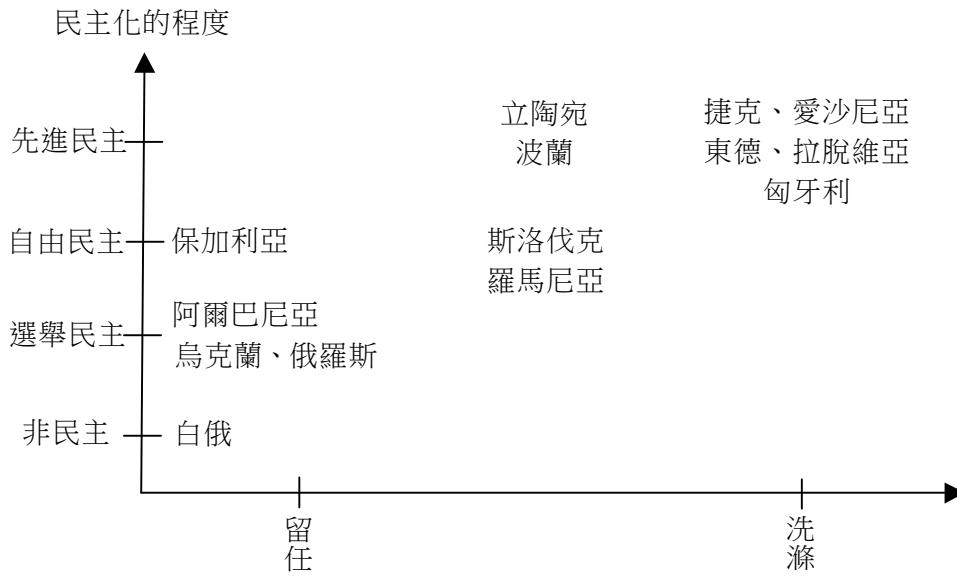 民主化的程度
先進民主
立陶宛
波蘭
捷克、愛沙尼亞
東德、拉脫維亞
匈牙利
自由民主
保加利亞
斯洛伐克
羅馬尼亞
選舉民主
阿爾巴尼亞
烏克蘭、俄羅斯
非民主
白俄
留任
洗滌